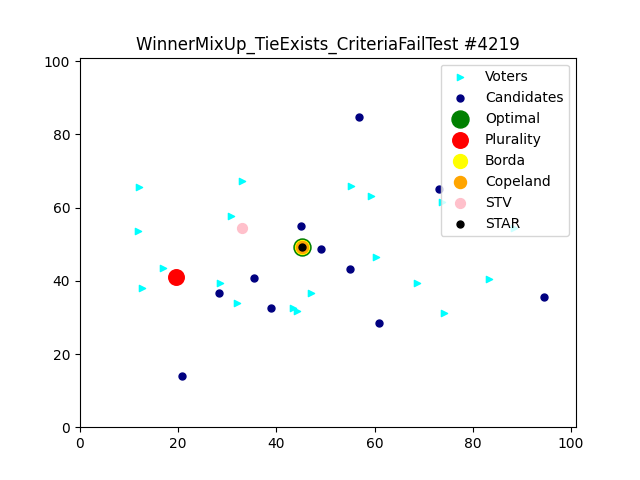 WinnerMixUp_TieExists_CriteriaFailTest #4219
100
80
60
40
20
0
0
20
40
60
80
100
Voters
Candidates
Optimal
Plurality
Borda
Copeland
STV
STAR